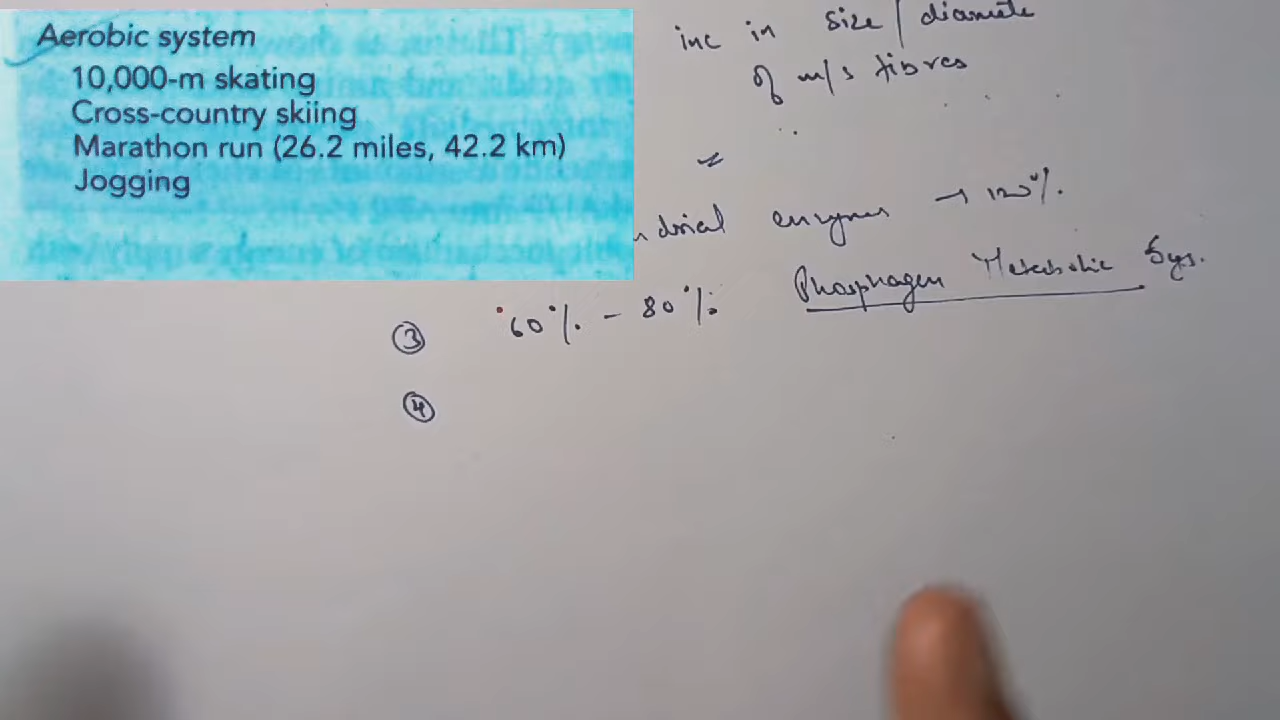 Aerobic system
10,000-m skating
Cross-country skiing
Marathon run (26.2 miles, 42.2 km)
Jogging
inc in size/diamete
of m/s fibres
drial enzymes → 120%.
③ 60% - 80% Phosphagen Metabolic Sys.
④